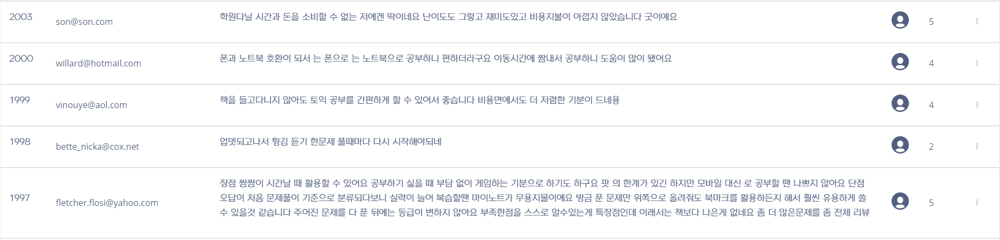 2003 son@son.com 학원다닐 시간과 돈을 소비할 수 없는 저에겐 딱이네요 난이도도 그렇고 재미도있고 비용지불이 아깝지 않았습니다 굿이예요 5
2000 willard@hotmail.com 폰과 노트북 호환이 되서 는 폰으로 는 노트북으로 공부하니 편하더라구요 이동시간에 짬내서 공부하니 도움이 많이 됐어요 4
1999 vinouye@aol.com 책을 들고다니지 않아도 토익 공부를 간편하게 할 수 있어서 좋습니다 비용면에서도 더 저렴한 기분이 드네용 4
1998 bette_nicka@cox.net 업뎃되고나서 튕김 듣기 한문제 풀때마다 다시 시작해야되네 2
장점 짬짬이 시간날 때 활용할 수 있어요 공부하기 싫을 때 부담 없이 게임하는 기분으로 하기도 하구요 팟 의 한계가 있긴 하지만 모바일 대신 로 공부할 땐 나쁘지 않아요 단점
1997 fletcher.flosi@yahoo.com 오답이 처음 문제풀이 기준으로 분류되다보니 실력이 늘어 복습할땐 마이노트가 무용지물이에요 방금 푼 문제만 위쪽으로 올려줘도 북마크를 활용하든지 해서 훨씬 유용하게 쓸 5
수 있을것 같습니다 주어진 문제를 다 푼 뒤에는 등급이 변하지 않아요 부족한점을 스스로 알수있는게 특장점인데 이래서는 책보다 나은게 없네요 좀 더 많은문제를 좀 전체 리뷰